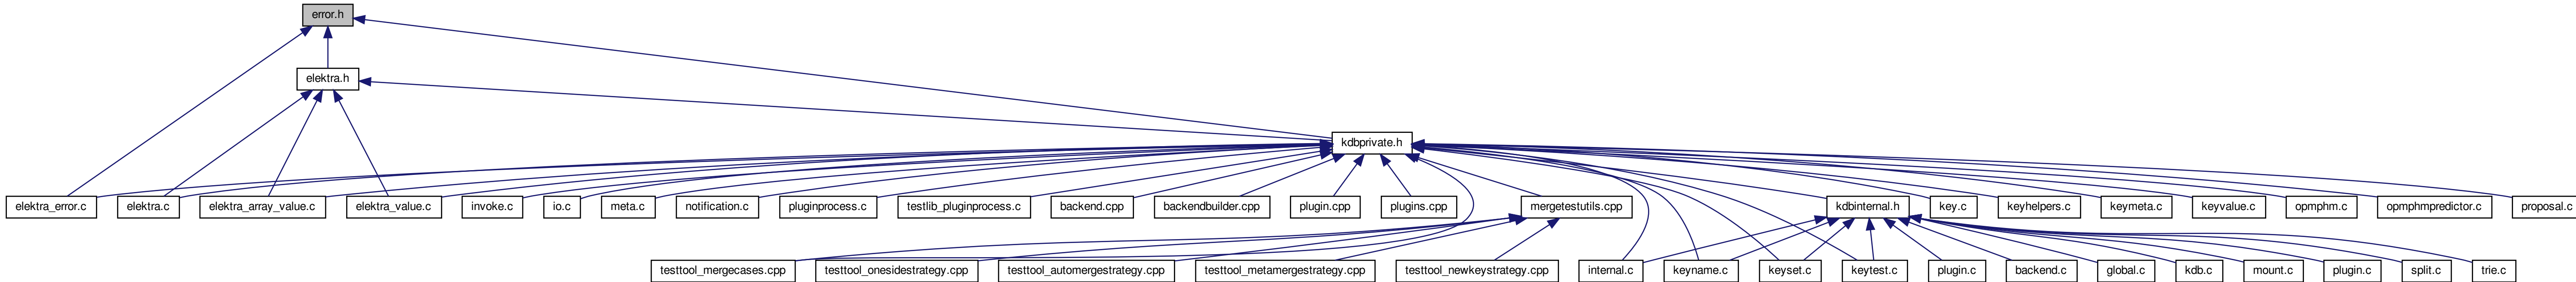 error.h
elektra.h
kdbprivate.h
elektra_error.c
elektra.c
elektra_array_value.c
elektra_value.c
invoke.c
io.c
meta.c
notification.c
pluginprocess.c
testlib_pluginprocess.c
backend.cpp
backendbuilder.cpp
plugin.cpp
plugins.cpp
mergetestutils.cpp
kdbinternal.h
key.c
keyhelpers.c
keymeta.c
keyvalue.c
opmphm.c
opmphmpredictor.c
proposal.c
testtool_mergecases.cpp
testtool_onesidestrategy.cpp
testtool_automergestrategy.cpp
testtool_metamergestrategy.cpp
testtool_newkeystrategy.cpp
internal.c
keyname.c
keyset.c
keytest.c
plugin.c
backend.c
global.c
kdb.c
mount.c
plugin.c
split.c
trie.c